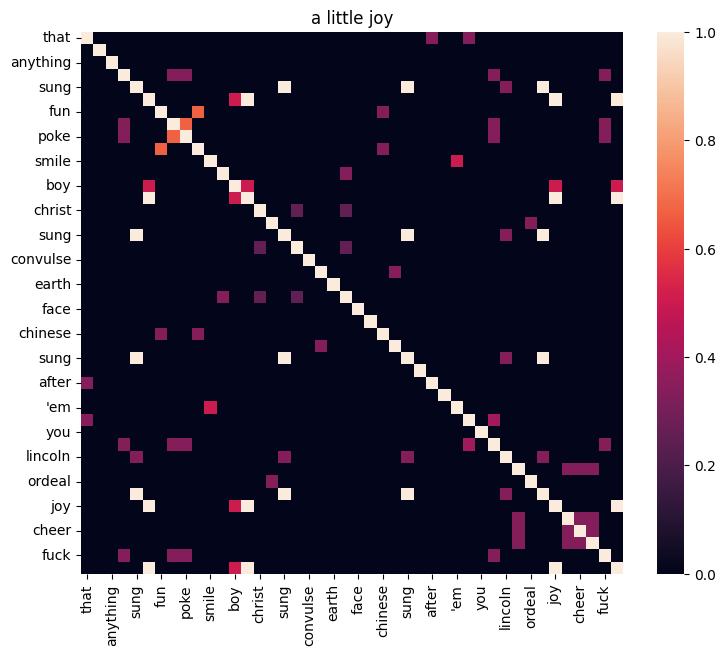 a little joy
that
anything
sung
fun
poke
smile
boy
christ
sung
convulse
earth
face
chinese
sung
after
'em
you
lincoln
ordeal
joy
cheer
fuck
1.0
0.8
0.6
0.4
0.2
0.0
that
anything
sung
fun
poke
smile
boy
christ
sung
convulse
earth
face
chinese
sung
after
'em
you
lincoln
ordeal
joy
cheer
fuck